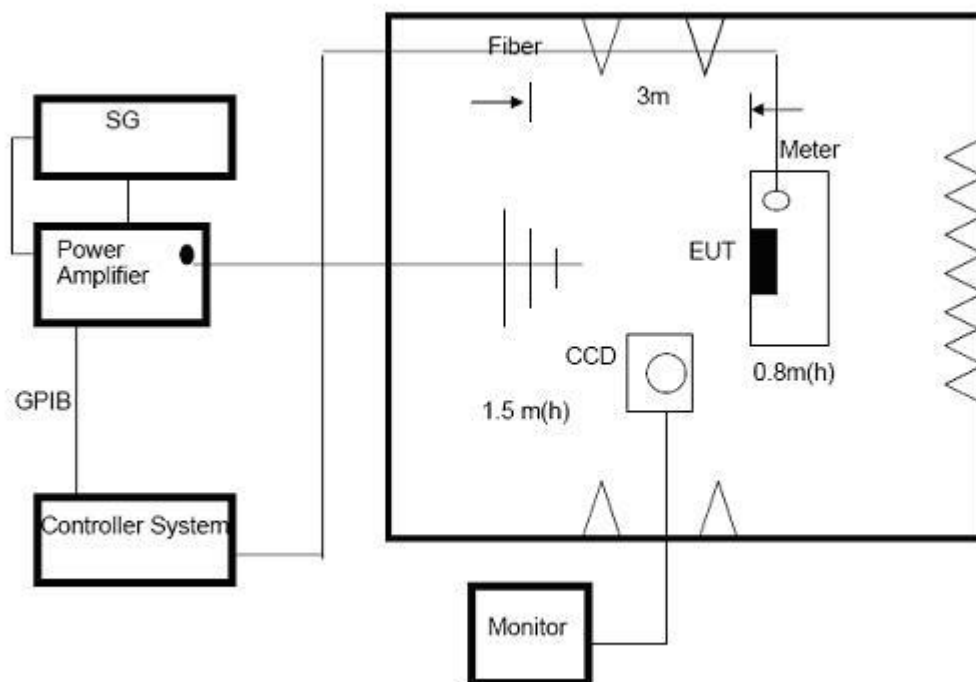 Fiber
3m
SG
Meter
Power
Amplifier
EUT
CCD
0.8m(h)
GPIB
1.5 m(h)
Controller System
Monitor